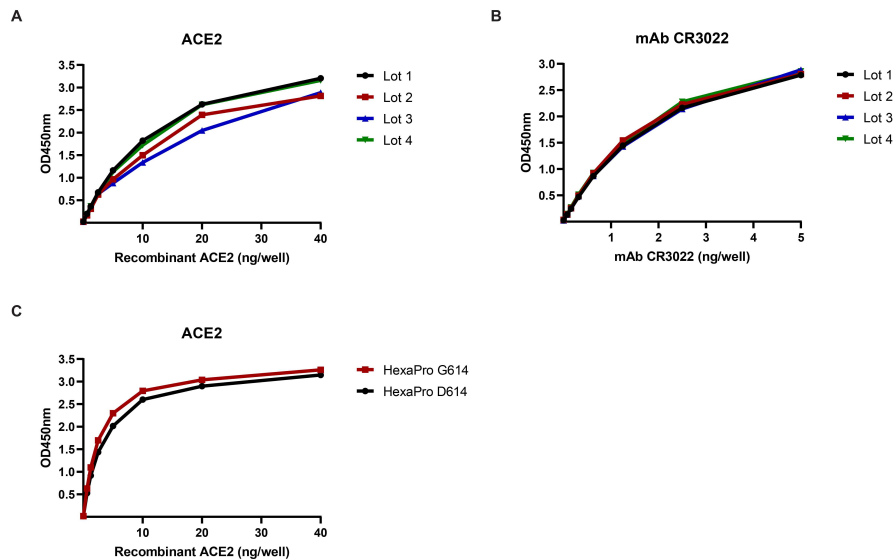 A
ACE2
3.5
3.0
2.5
2.0
1.5
1.0
0.5
OD450nm
10 20 30 40
Recombinant ACE2 (ng/well)
Lot 1
Lot 2
Lot 3
Lot 4
B
mAb CR3022
3.0
2.5
2.0
1.5
1.0
0.5
OD450nm
1 2 3 4 5
mAb CR3022 (ng/well)
Lot 1
Lot 2
Lot 3
Lot 4
C
ACE2
3.5
3.0
2.5
2.0
1.5
1.0
0.5
OD450nm
10 20 30 40
Recombinant ACE2 (ng/well)
HexaPro G614
HexaPro D614